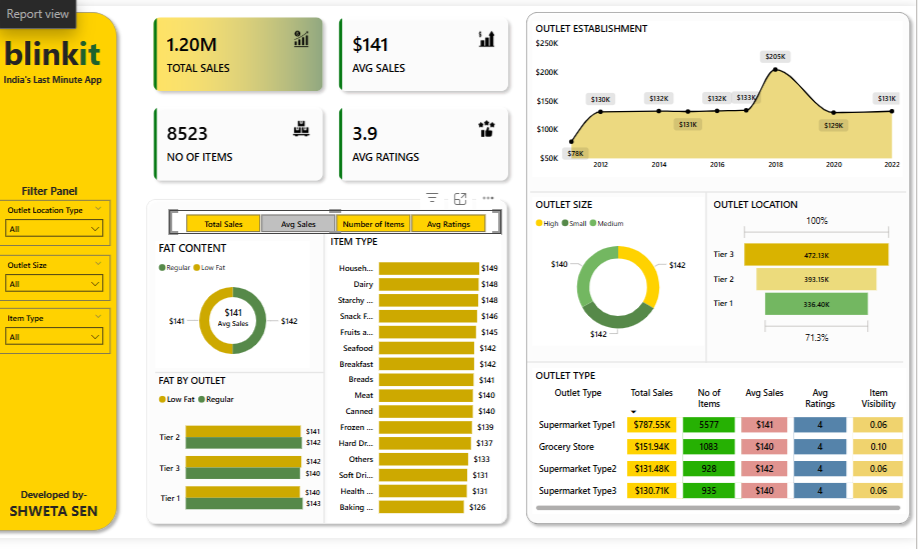 Report view
blinkit
India's Last Minute App
Filter Panel
Outlet Location Type
All
Outlet Size
All
Item Type
All
Developed by-
SHWETA SEN
1.20M
TOTAL SALES
$141
AVG SALES
8523
NO OF ITEMS
3.9
AVG RATINGS
Total Sales
Avg Sales
Number of Items
Avg Ratings
FAT CONTENT
Regular Low Fat
$141
$141
Avg Sales
$142
FAT BY OUTLET
Low Fat Regular
Tier 2
$141
$142
Tier 3
$142
$140
Tier 1
$140
$143
ITEM TYPE
Househ... $149
Dairy $148
Starchy ... $148
Snack F... $146
Fruits a... $145
Seafood $142
Breakfast $142
Breads $141
Meat $140
Canned $140
Frozen ... $139
Hard Dr... $137
Others $133
Soft Dri... $131
Health ... $131
Baking ... $126
OUTLET ESTABLISHMENT
$250K
$200K
$150K
$100K
$50K
$78K
$130K
$132K
$131K
$132K
$133K
$205K
$129K
$131K
2012 2014 2016 2018 2020 2022
OUTLET SIZE
High Small Medium
$140
$142
$142
OUTLET LOCATION
100%
Tier 3 472.13K
Tier 2 393.15K
Tier 1 336.40K
71.3%
OUTLET TYPE
Outlet Type Total Sales No of Items Avg Sales Avg Ratings Item Visibility
Supermarket Type1 $787.55K 5577 $141 4 0.06
Grocery Store $151.94K 1083 $140 4 0.10
Supermarket Type2 $131.48K 928 $142 4 0.06
Supermarket Type3 $130.71K 935 $140 4 0.06